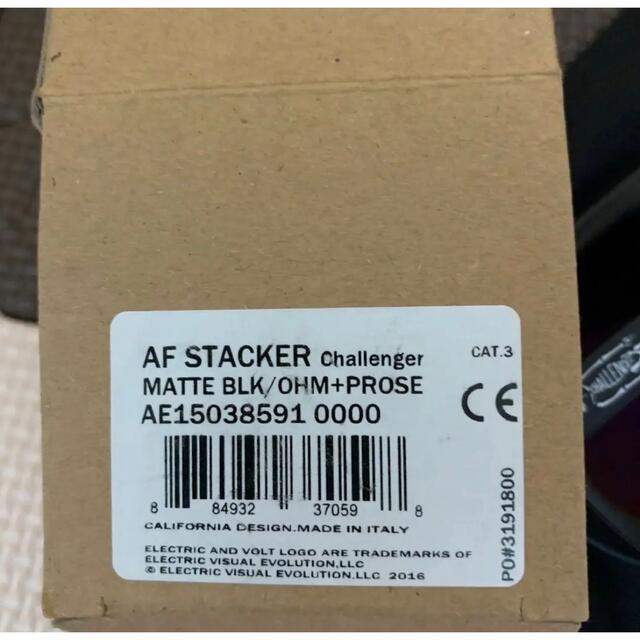 AF STACKER Challenger
CAT.3
MATTE BLK/OHM+PROSE
AE15038591 0000
CE
8 84932 37059 8
CALIFORNIA DESIGN.MADE IN ITALY
ELECTRIC AND VOLT LOGO ARE TRADEMARKS OF
ELECTRIC VISUAL EVOLUTION,LLC
© ELECTRIC VISUAL EVOLUTION,LLC 2016
PO#3191800
CHALLENGER